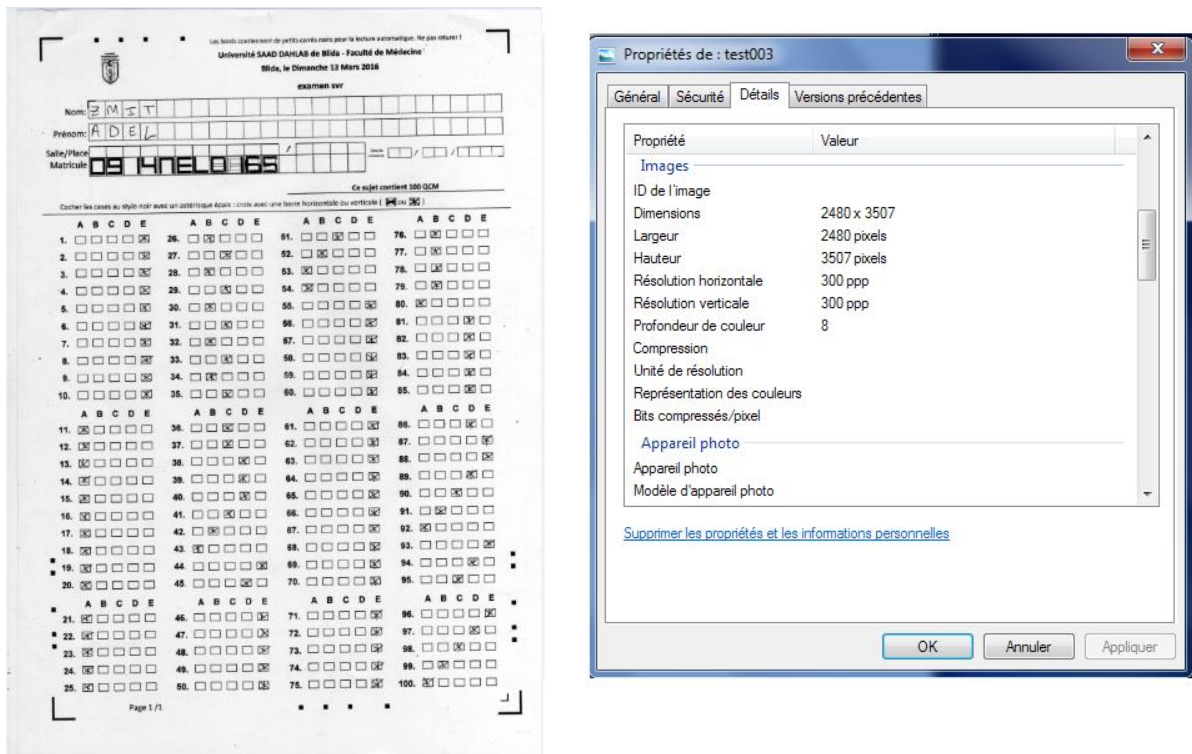 Les bords contiennent de petits carrés noirs pour la lecture automatique. Ne pas raturer !
Université SAAD DAHLAB de Blida - Faculté de Médecine
Blida, le Dimanche 13 Mars 2016
examen svr
Nom: ZMIT
Prénom: ADEL
Salle/Place
Matricule
Ce sujet contient 100 QCM
Cocher les cases au stylo noir avec un astérisque épais : croix avec une barre horizontale ou verticale ( ou )
A B C D E A B C D E A B C D E A B C D E
1. 26. 51. 76.
2. 27. 52. 77.
3. 28. 53. 78.
4. 29. 54. 79.
5. 30. 55. 80.
6. 31. 56. 81.
7. 32. 57. 82.
8. 33. 58. 83.
9. 34. 59. 84.
10. 35. 60. 85.
A B C D E A B C D E A B C D E A B C D E
11. 36. 61. 86.
12. 37. 62. 87.
13. 38. 63. 88.
14. 39. 64. 89.
15. 40. 65. 90.
16. 41. 66. 91.
17. 42. 67. 92.
18. 43. 68. 93.
19. 44. 69. 94.
20. 45. 70. 95.
A B C D E A B C D E A B C D E A B C D E
21. 46. 71. 96.
22. 47. 72. 97.
23. 48. 73. 98.
24. 49. 74. 99.
25. 50. 75. 100.
Page 1 /1
Propriétés de : test003
Général Sécurité Détails Versions précédentes
Propriété Valeur
Images
ID de l'image
Dimensions 2480 x 3507
Largeur 2480 pixels
Hauteur 3507 pixels
Résolution horizontale 300 ppp
Résolution verticale 300 ppp
Profondeur de couleur 8
Compression
Unité de résolution
Représentation des couleurs
Bits compressés/pixel
Appareil photo
Appareil photo
Modèle d'appareil photo
Supprimer les propriétés et les informations personnelles
OK Annuler Appliquer